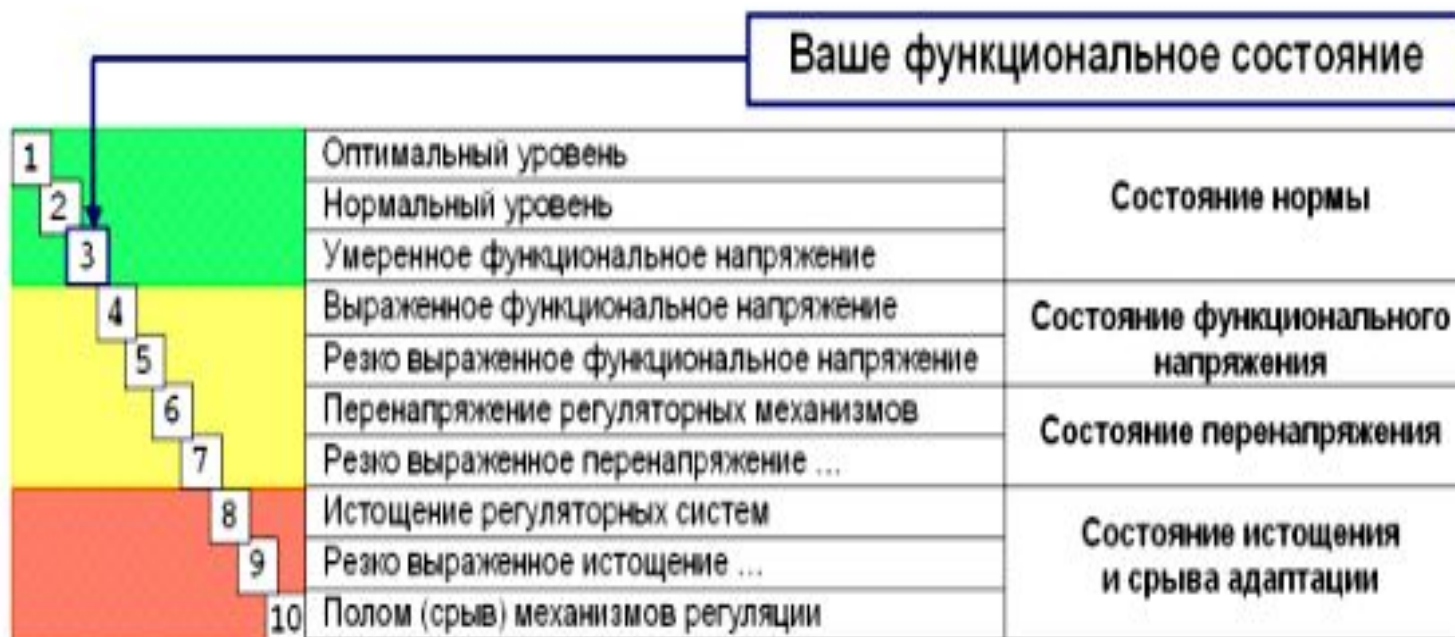 Ваше функциональное состояние
1 Оптимальный уровень
Состояние нормы
2 Нормальный уровень
3 Умеренное функциональное напряжение
4 Выраженное функциональное напряжение
Состояние функционального
напряжения
5 Резко выраженное функциональное напряжение
6 Перенапряжение регуляторных механизмов
Состояние перенапряжения
7 Резко выраженное перенапряжение ...
8 Истощение регуляторных систем
Состояние истощения
и срыва адаптации
9 Резко выраженное истощение ...
10 Полом (срыв) механизмов регуляции